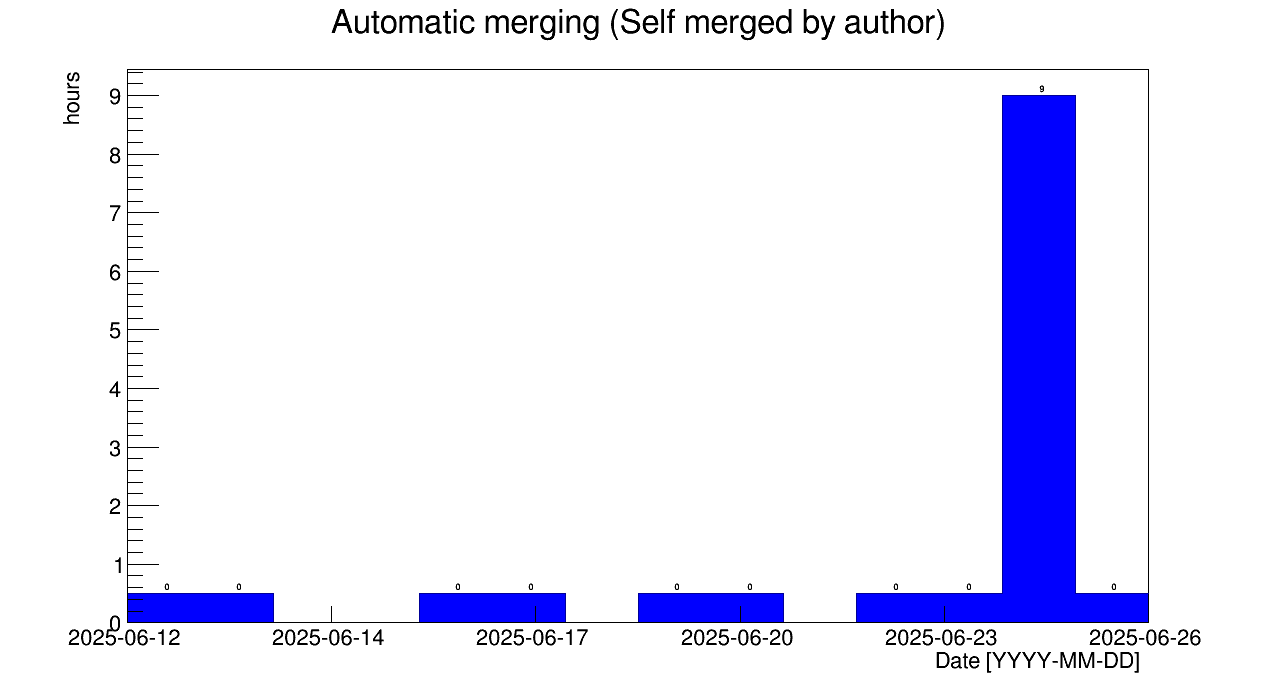 Automatic merging (Self merged by author)
hours
9
8
7
6
5
4
3
2
1
0
0 0 0 0 0 0 0 0 9 0
2025-06-12 2025-06-14 2025-06-17 2025-06-20 2025-06-23 2025-06-26
Date [YYYY-MM-DD]